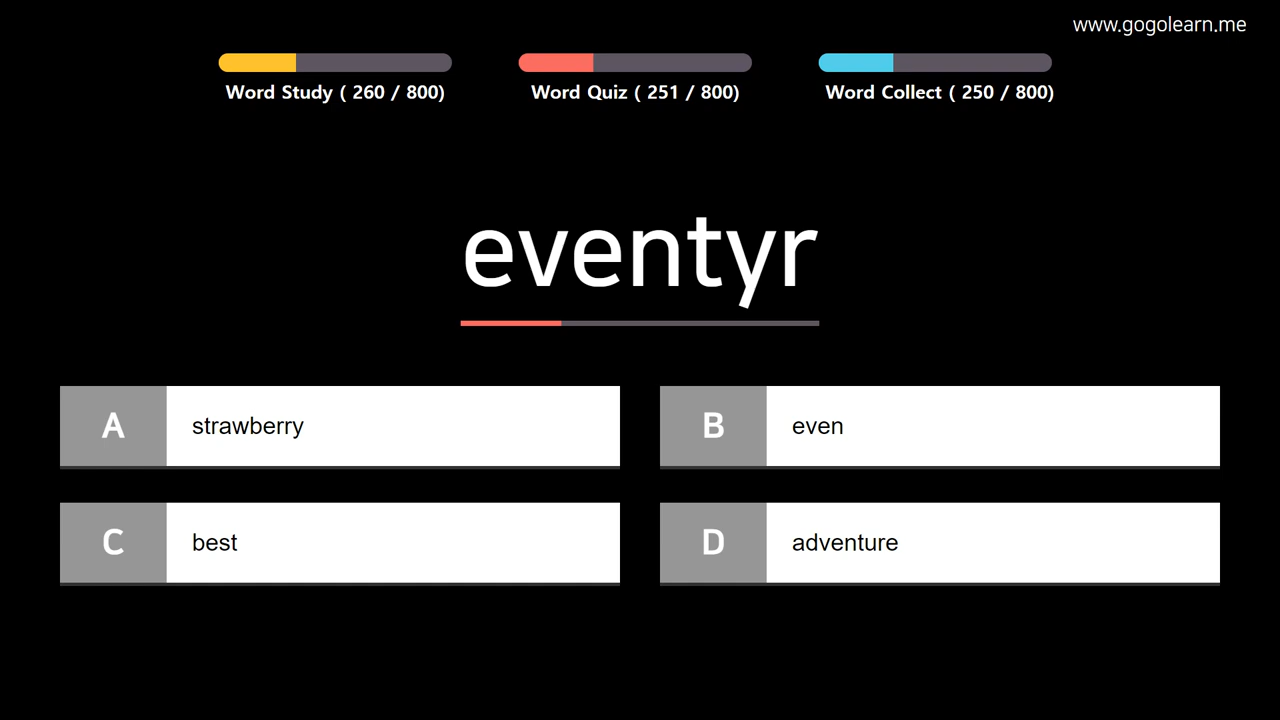 www.gogolearn.me
Word Study ( 260 / 800)
Word Quiz ( 251 / 800)
Word Collect ( 250 / 800)
eventyr
A strawberry
B even
C best
D adventure